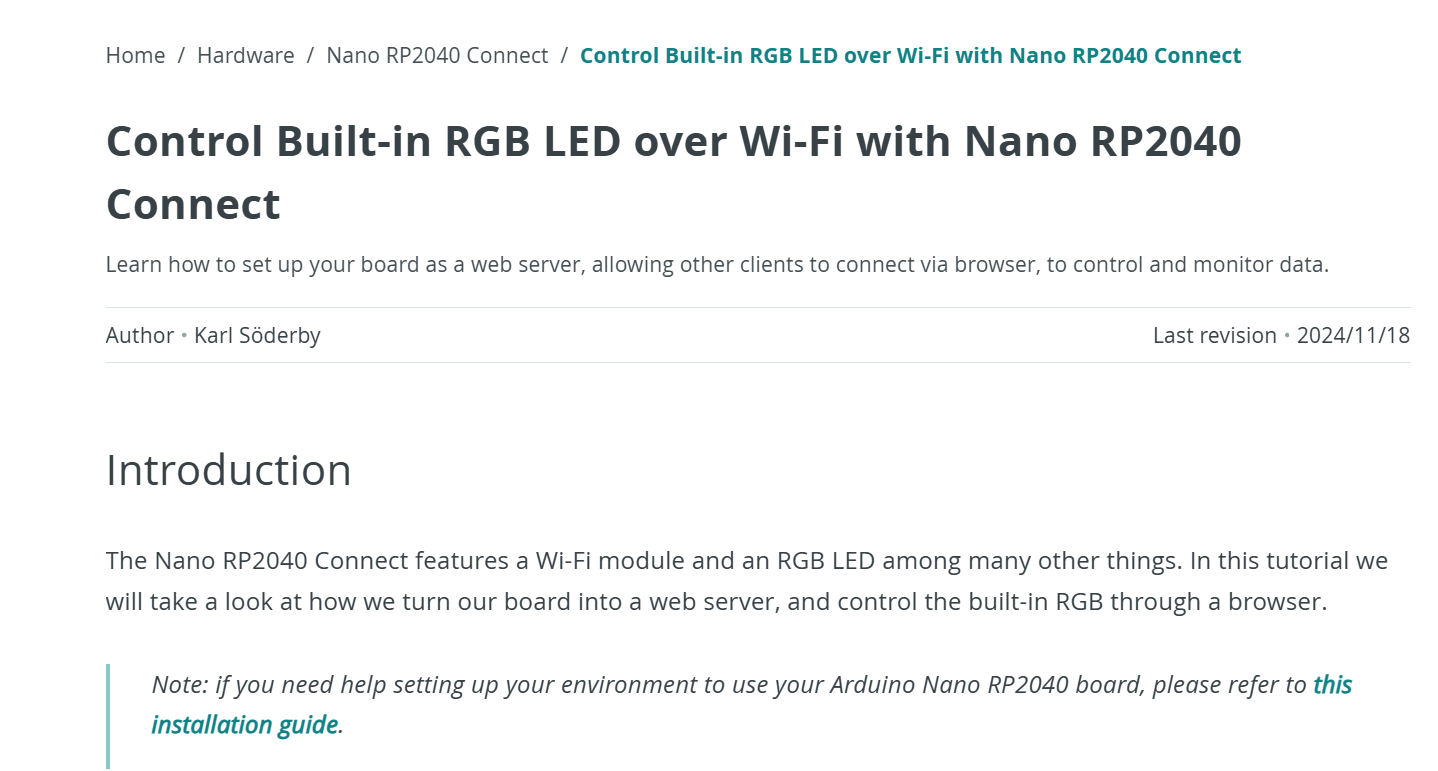 Home / Hardware / Nano RP2040 Connect / Control Built-in RGB LED over Wi-Fi with Nano RP2040 Connect
Control Built-in RGB LED over Wi-Fi with Nano RP2040
Connect
Learn how to set up your board as a web server, allowing other clients to connect via browser, to control and monitor data.
Author • Karl Söderby Last revision • 2024/11/18
Introduction
The Nano RP2040 Connect features a Wi-Fi module and an RGB LED among many other things. In this tutorial we
will take a look at how we turn our board into a web server, and control the built-in RGB through a browser.
Note: if you need help setting up your environment to use your Arduino Nano RP2040 board, please refer to this
installation guide.